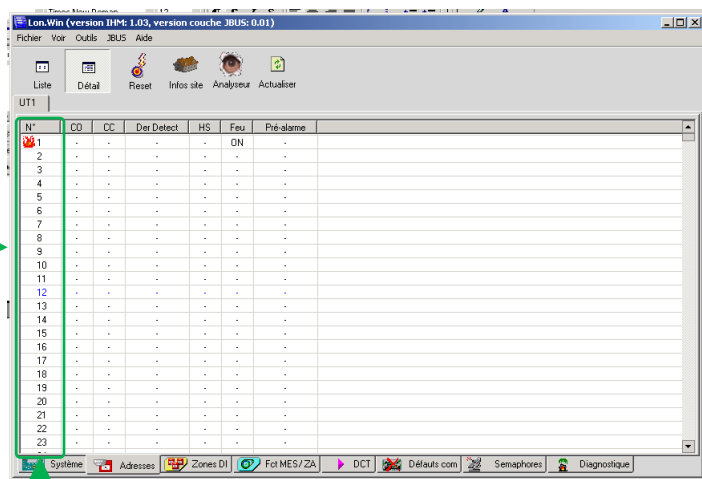 Lon.Win (version IHM: 1.03, version couche JBUS: 0.01)
Fichier Voir Outils JBUS Aide
Liste Détail Reset Infos site Analyseur Actualiser
UT1
N° CO CC Der Detect HS Feu Pré-alarme
1 - - - - ON -
2 - - - - - -
3 - - - - - -
4 - - - - - -
5 - - - - - -
6 - - - - - -
7 - - - - - -
8 - - - - - -
9 - - - - - -
10 - - - - - -
11 - - - - - -
12 - - - - - -
13 - - - - - -
14 - - - - - -
15 - - - - - -
16 - - - - - -
17 - - - - - -
18 - - - - - -
19 - - - - - -
20 - - - - - -
21 - - - - - -
22 - - - - - -
23 - - - - - -
Système Adresses Zones DI Fct MES/ZA DCT Défauts com Semaphores Diagnostique